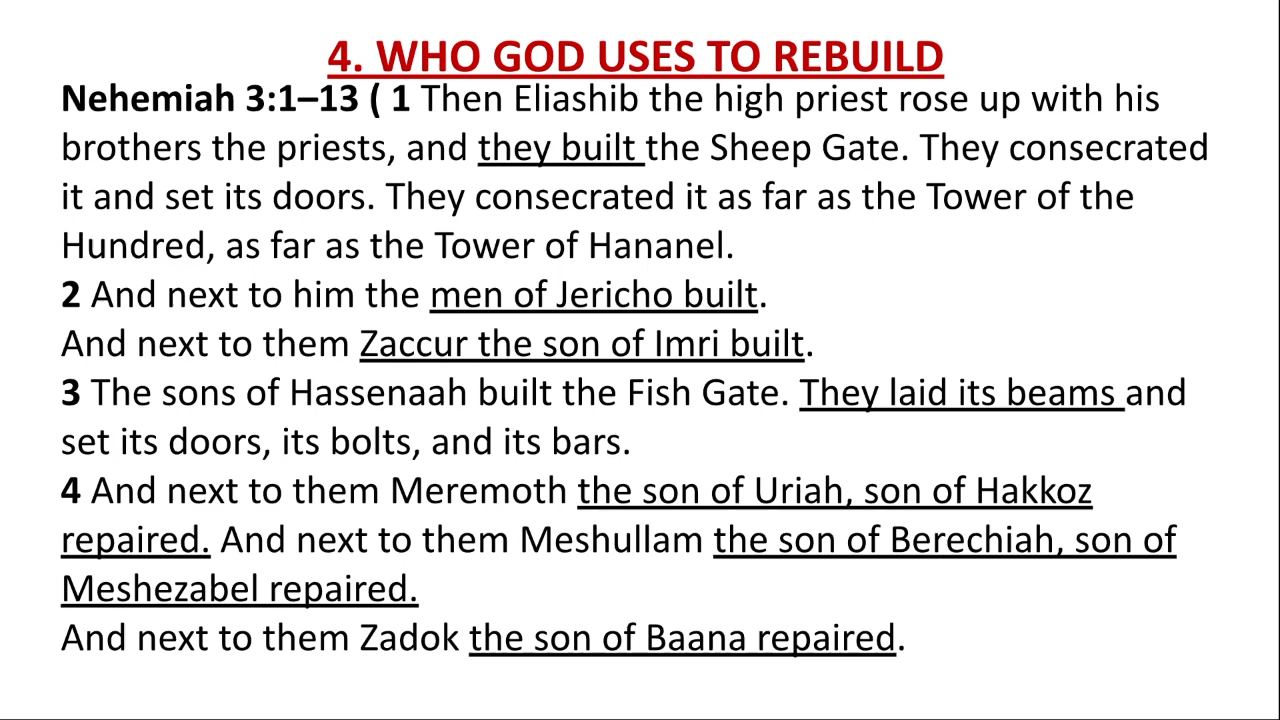 4. WHO GOD USES TO REBUILD
Nehemiah 3:1–13 ( 1 Then Eliashib the high priest rose up with his
brothers the priests, and they built the Sheep Gate. They consecrated
it and set its doors. They consecrated it as far as the Tower of the
Hundred, as far as the Tower of Hananel.
2 And next to him the men of Jericho built.
And next to them Zaccur the son of Imri built.
3 The sons of Hassenaah built the Fish Gate. They laid its beams and
set its doors, its bolts, and its bars.
4 And next to them Meremoth the son of Uriah, son of Hakkoz
repaired. And next to them Meshullam the son of Berechiah, son of
Meshezabel repaired.
And next to them Zadok the son of Baana repaired.